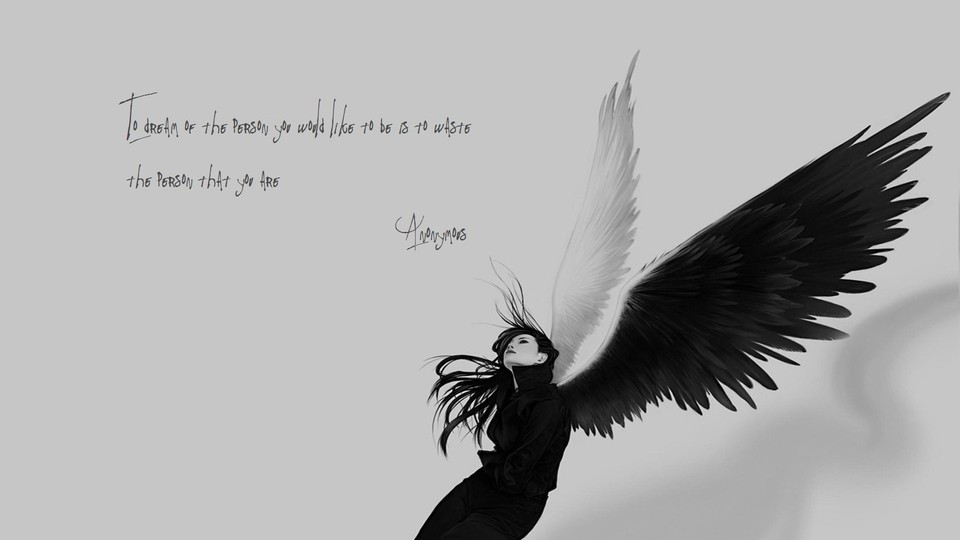 To dream of the person you would like to be is to waste
the person that you are
Anonymous